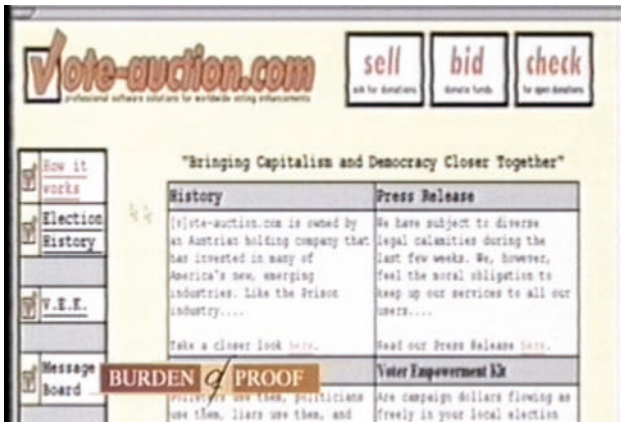 Vote-auction.com
professional software solutions for worldwide voting enhancements
sell
ask for donations
bid
donate funds
check
for open donations
"Bringing Capitalism and Democracy Closer Together"
How it
works
Election
History
V.E.K.
Message
Board
History
[v]ote-auction.com is owned by
an Austrian holding company that
has invested in many of
America's new, emerging
industries. Like the Prison
industry....
Take a closer look here.
Press Release
We have subject to diverse
legal calamities during the
last few weeks. We, however,
feel the moral obligation to
keep up our services to all our
users....
Read our Press Release here.
BURDEN of PROOF
Pollsters use them, politicians
use them, liars use them, and
Voter Empowerment Kit
Are campaign dollars flowing as
freely in your local election